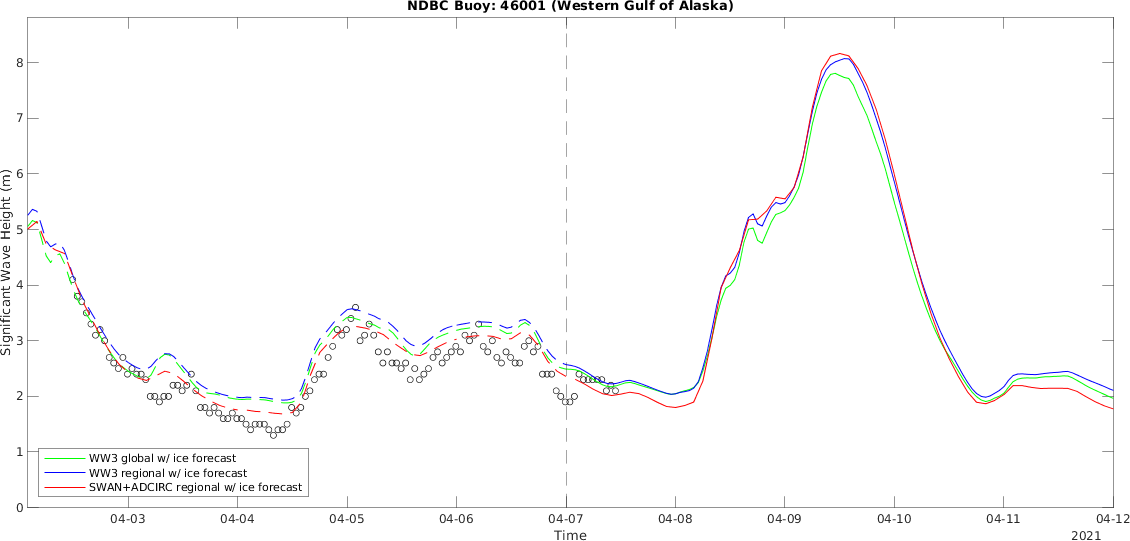 NDBC Buoy: 46001 (Western Gulf of Alaska)
Significant Wave Height (m)
8
7
6
5
4
3
2
1
0
WW3 global w/ ice forecast
WW3 regional w/ ice forecast
SWAN+ADCIRC regional w/ ice forecast
04-03 04-04 04-05 04-06 04-07 04-08 04-09 04-10 04-11 04-12
Time
2021